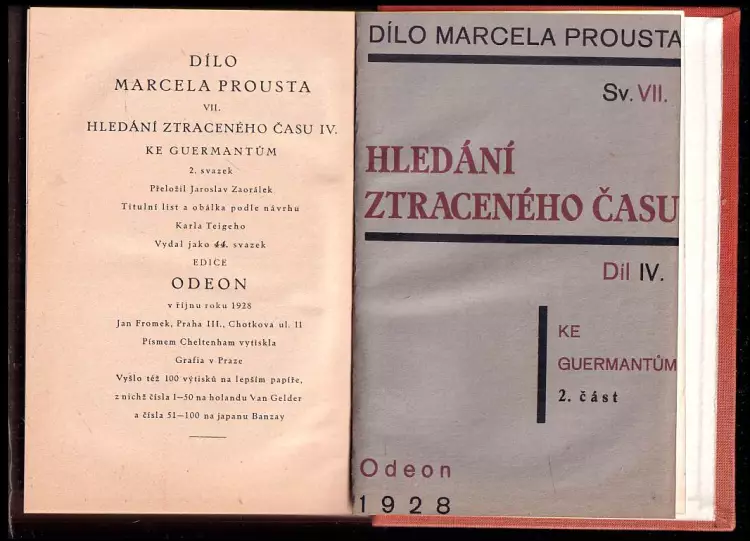 DÍLO
MARCELA PROUSTA
VII.
HLEDÁNÍ ZTRACENÉHO ČASU IV.
KE GUERMANTŮM
2. svazek
Přeložil Jaroslav Zaorálek
Titulní list a obálka podle návrhu
Karla Teigeho
Vydal jako 44. svazek
EDICE
ODEON
v říjnu roku 1928
Jan Fromek, Praha III., Chotkova ul. 11
Písmem Cheltenham vytiskla
Grafia v Praze
Vyšlo též 100 výtisků na lepším papíře,
z nichž čísla 1—50 na holandu Van Gelder
a čísla 51—100 na japanu Banzay
DÍLO MARCELA PROUSTA
Sv. VII.
HLEDÁNÍ
ZTRACENÉHO ČASU
Díl IV.
KE
GUERMANTŮM
2. část
Odeon
1928